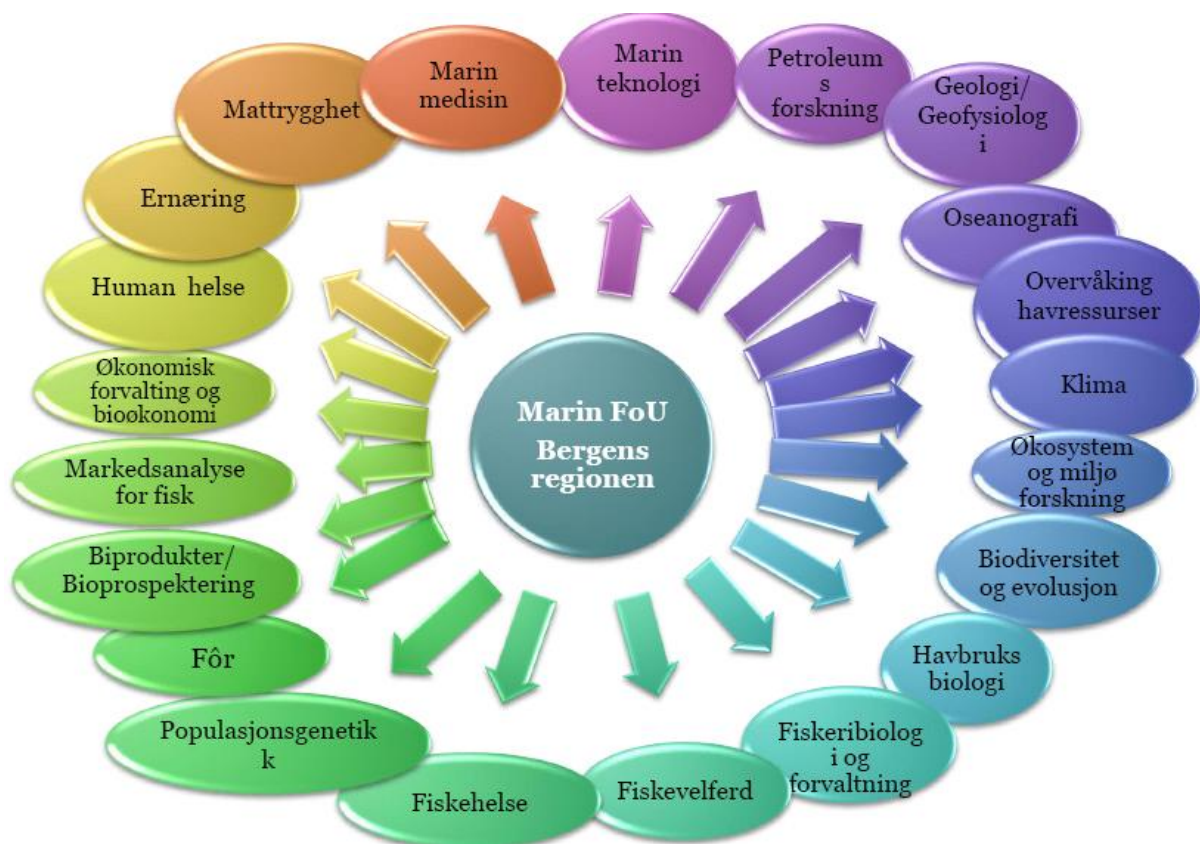 Marin
teknologi
Petroleum
s
forskning
Geologi/
Geofysiolog
i
Oseanografi
Overvåking
havressurser
Klima
Økosystem
og miljø
forskning
Biodiversitet
og evolusjon
Havbruks
biologi
Fiskeribiolog
i og
forvaltning
Fiskevelferd
Fiskehelse
Populasjonsgenetik
k
Fôr
Biprodukter/
Bioprospektering
Markedsanalyse
for fisk
Økonomisk
forvalting og
bioøkonomi
Human helse
Ernæring
Mattrygghet
Marin
medisin
Marin FoU
Bergens
regionen